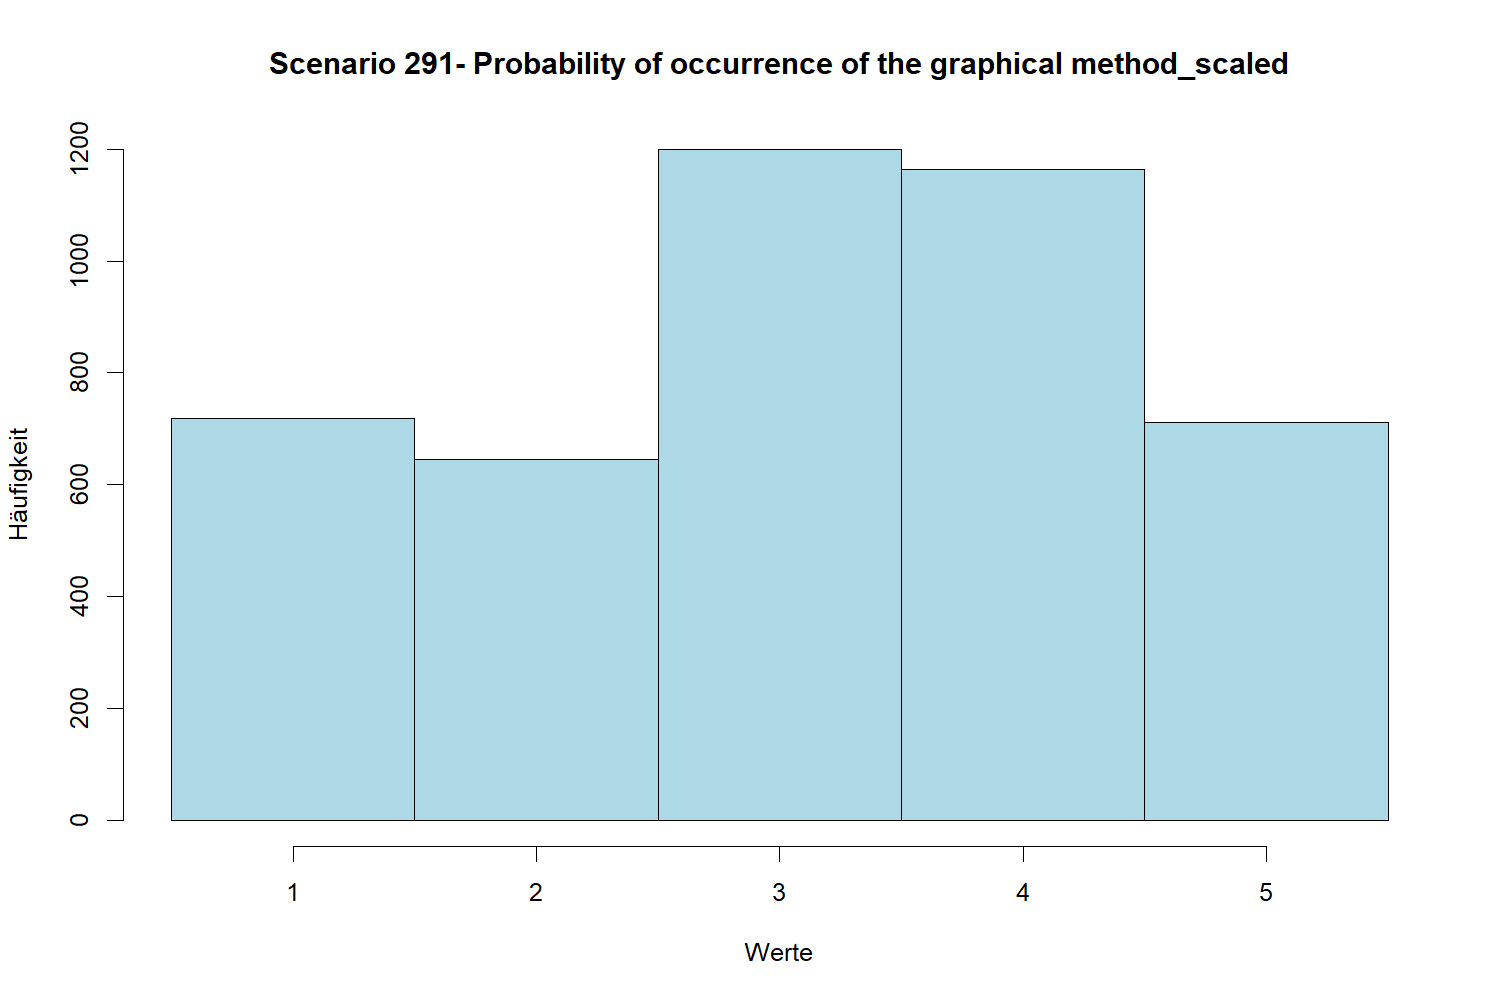 Scenario 291- Probability of occurrence of the graphical method_scaled
Häufigkeit
1200
1000
800
600
400
200
0
1 2 3 4 5
Werte